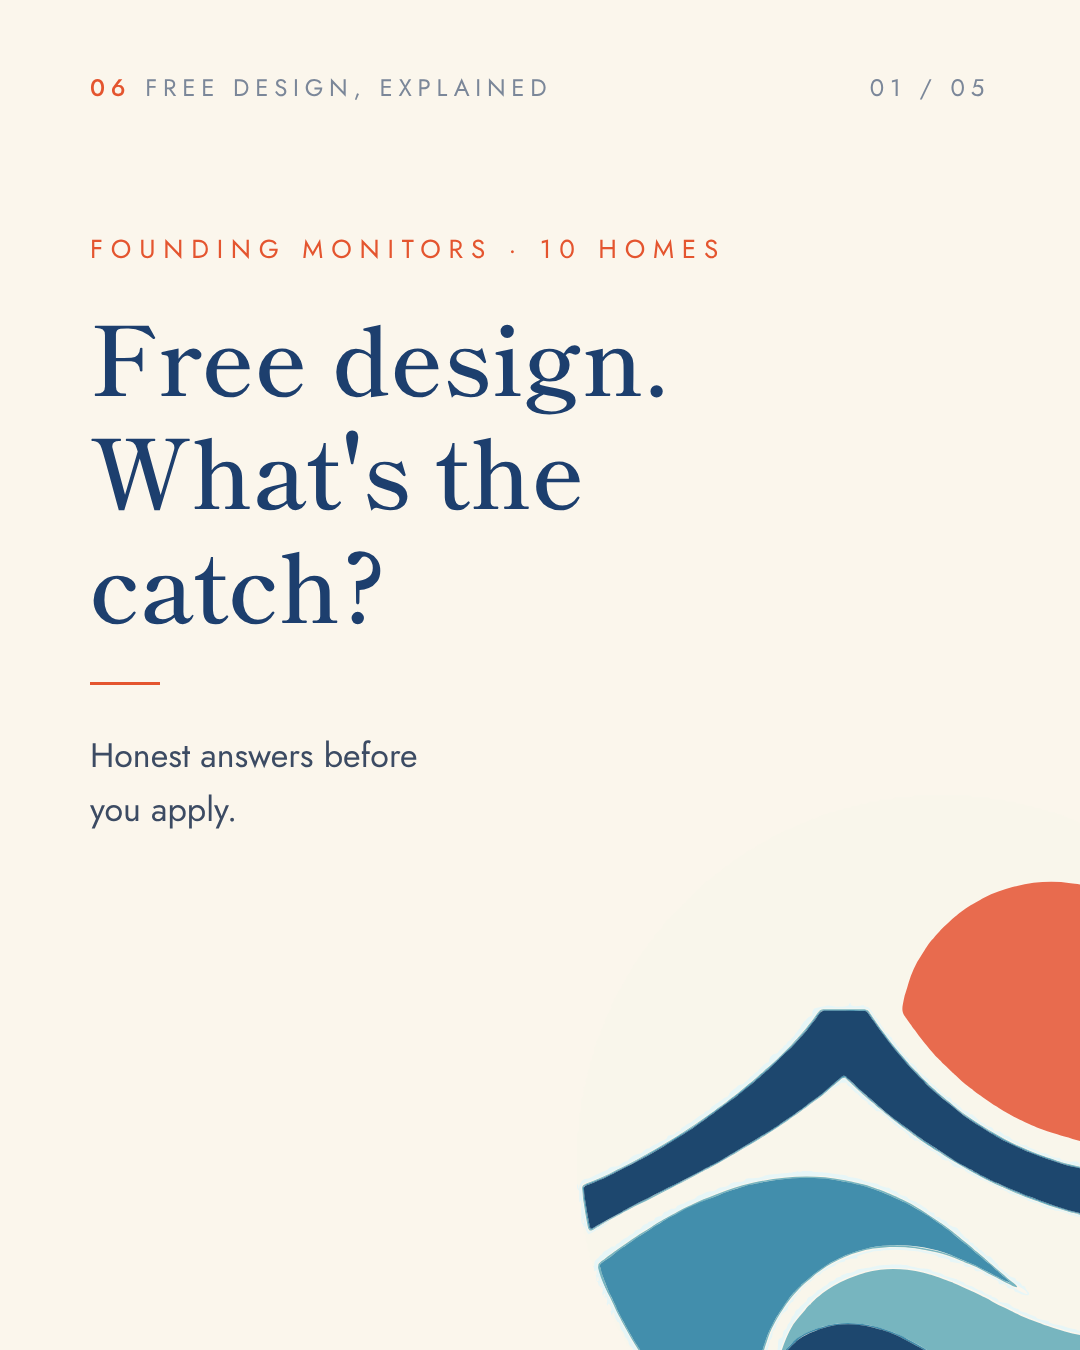 06 FREE DESIGN, EXPLAINED
01 / 05
FOUNDING MONITORS · 10 HOMES
Free design.
What's the
catch?
Honest answers before
you apply.